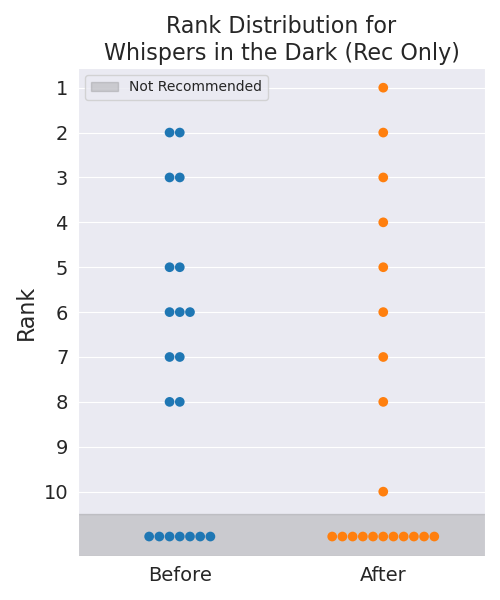 Rank Distribution for
Whispers in the Dark (Rec Only)
Not Recommended
1
2
3
4
5
6
7
8
9
10
Rank
Before
After